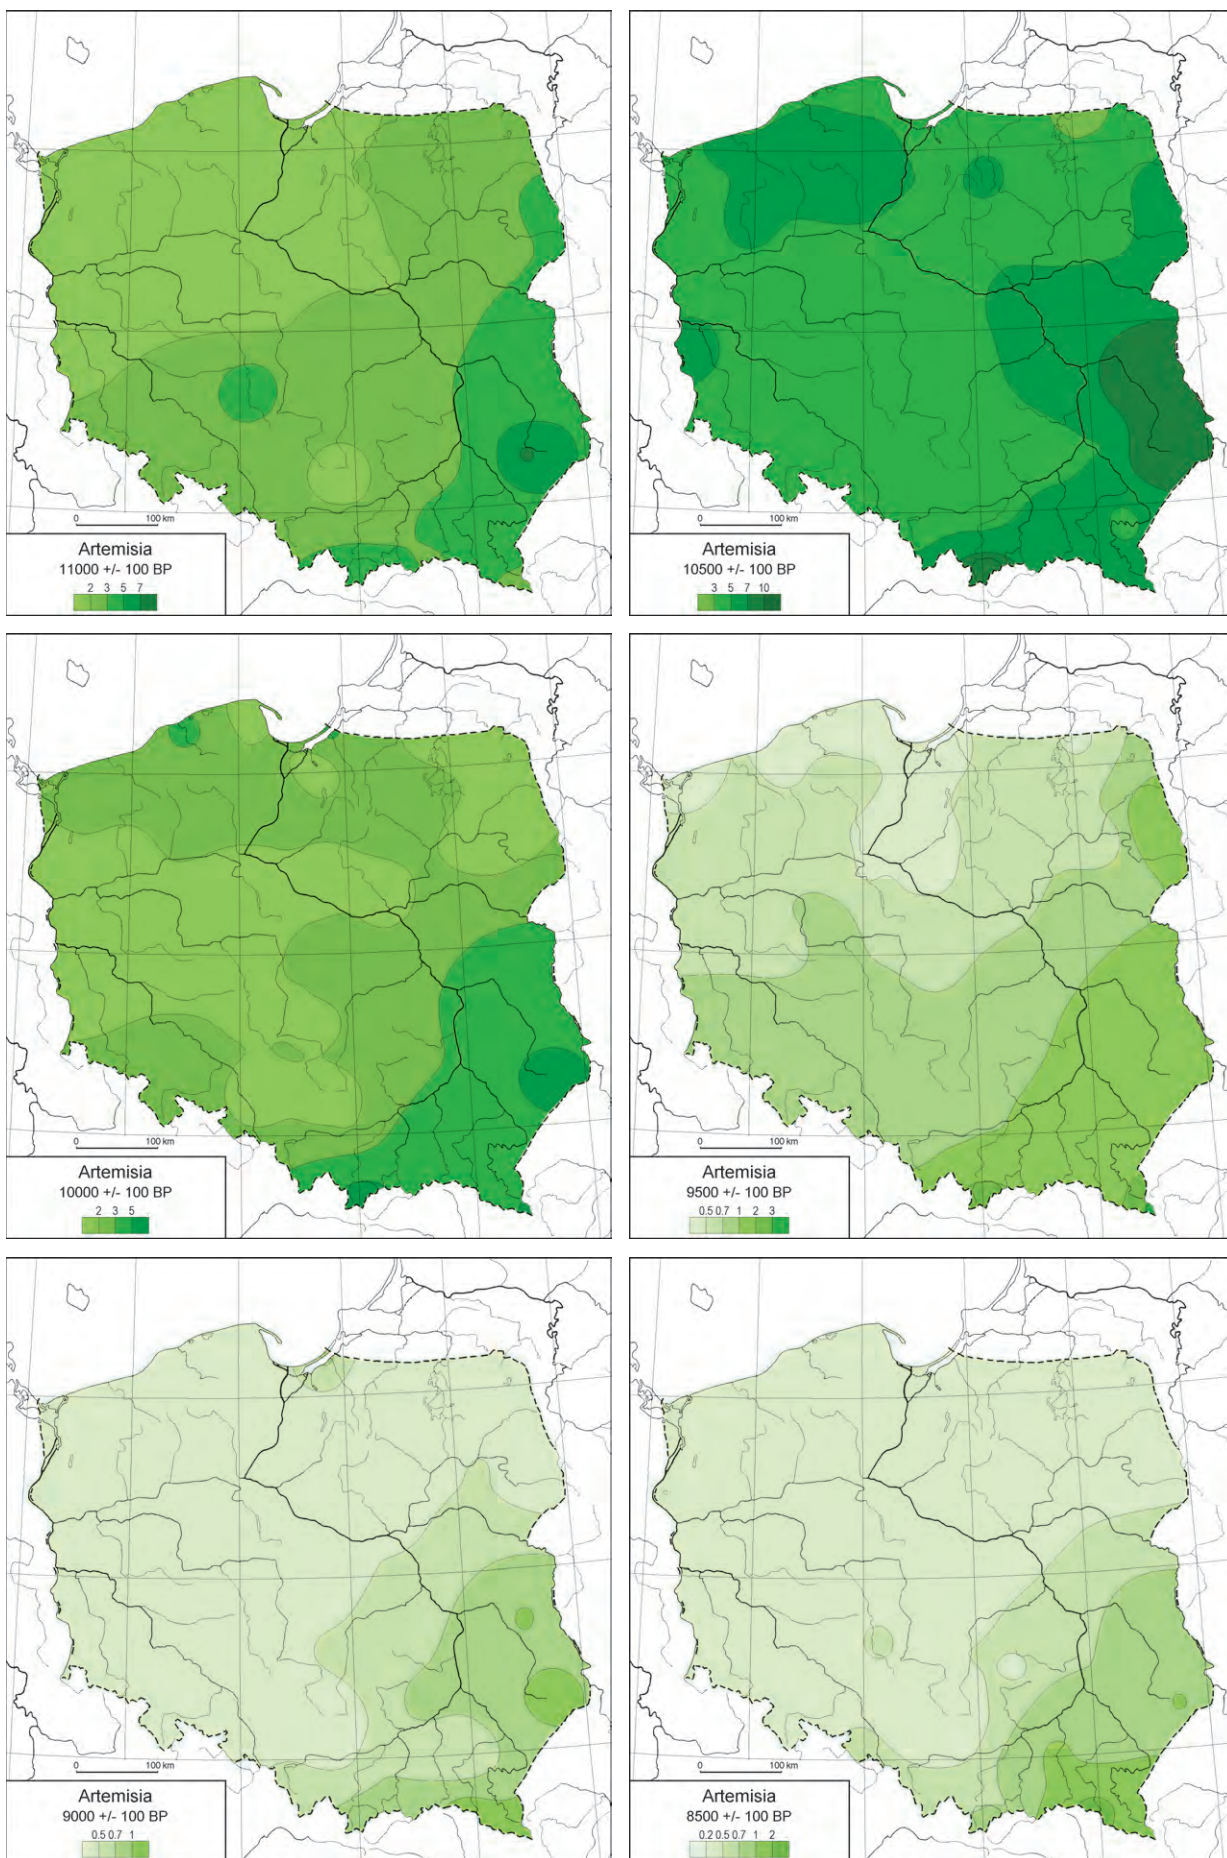 0 100 km
Artemisia
11000 +/- 100 BP
2 3 5 7
0 100 km
Artemisia
10500 +/- 100 BP
3 5 7 10
0 100 km
Artemisia
10000 +/- 100 BP
2 3 5
0 100 km
Artemisia
9500 +/- 100 BP
0.5 0.7 1 2 3
0 100 km
Artemisia
9000 +/- 100 BP
0.5 0.7 1
0 100 km
Artemisia
8500 +/- 100 BP
0.2 0.5 0.7 1 2